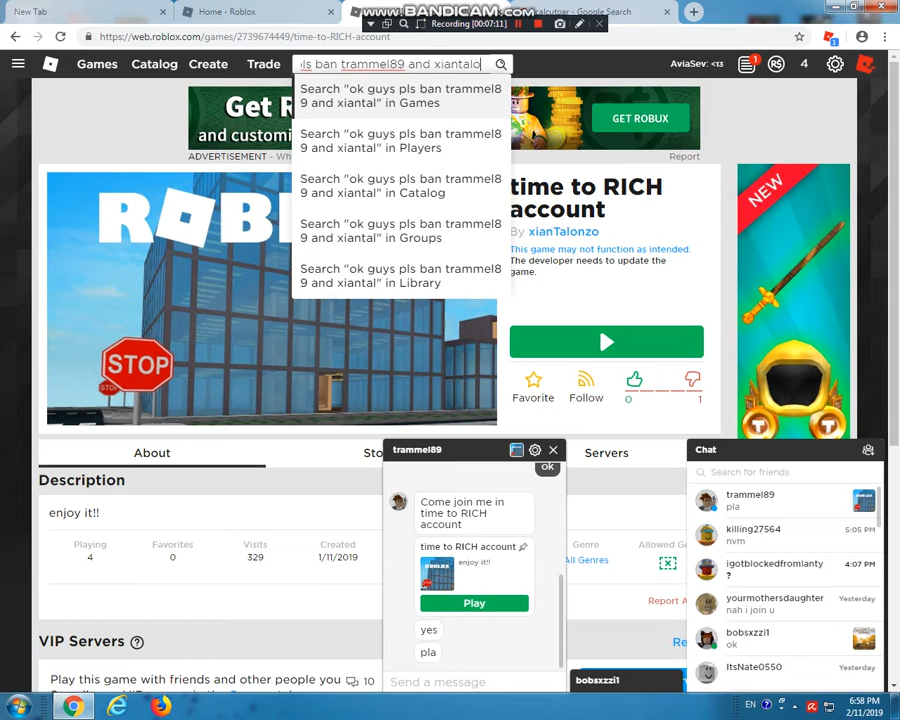 New Tab
Home - Roblox
WWW.BANDICAM.COM
Recording [00:07:11]
- Google Search
https://web.roblox.com/games/2739674449/time-to-RICH-account
Games
Catalog
Create
Trade
pls ban trammel89 and xiantalo
AviaSev: <13
4
Search "ok guys pls ban trammel8
9 and xiantal" in Games
Search "ok guys pls ban trammel8
9 and xiantal" in Players
Search "ok guys pls ban trammel8
9 and xiantal" in Catalog
Search "ok guys pls ban trammel8
9 and xiantal" in Groups
Search "ok guys pls ban trammel8
9 and xiantal" in Library
Get R
and customi
GET ROBUX
ADVERTISEMENT - Wh
Report
ROB
STOP
time to RICH
account
By xianTalonzo
This game may not function as intended.
The developer needs to update the
game.
Favorite
Follow
0
1
NEW
About
Sto
Servers
Description
enjoy it!!
Playing
4
Favorites
0
Visits
329
Created
1/11/2019
Genre
All Genres
Allowed G
Report A
VIP Servers
Re
Play this game with friends and other people you
10
trammel89
ok
Come join me in
time to RICH
account
time to RICH account
enjoy it!!
Play
yes
pla
Send a message
bobsxzzi1
Chat
Search for friends
trammel89
pla
killing27564
nvm
5:05 PM
igotblockedfromlanty
?
4:07 PM
yourmothersdaughter
nah i join u
Yesterday
bobsxzzi1
Yesterday
ItsNate0550
Yesterday
EN
6:58 PM
2/11/2019